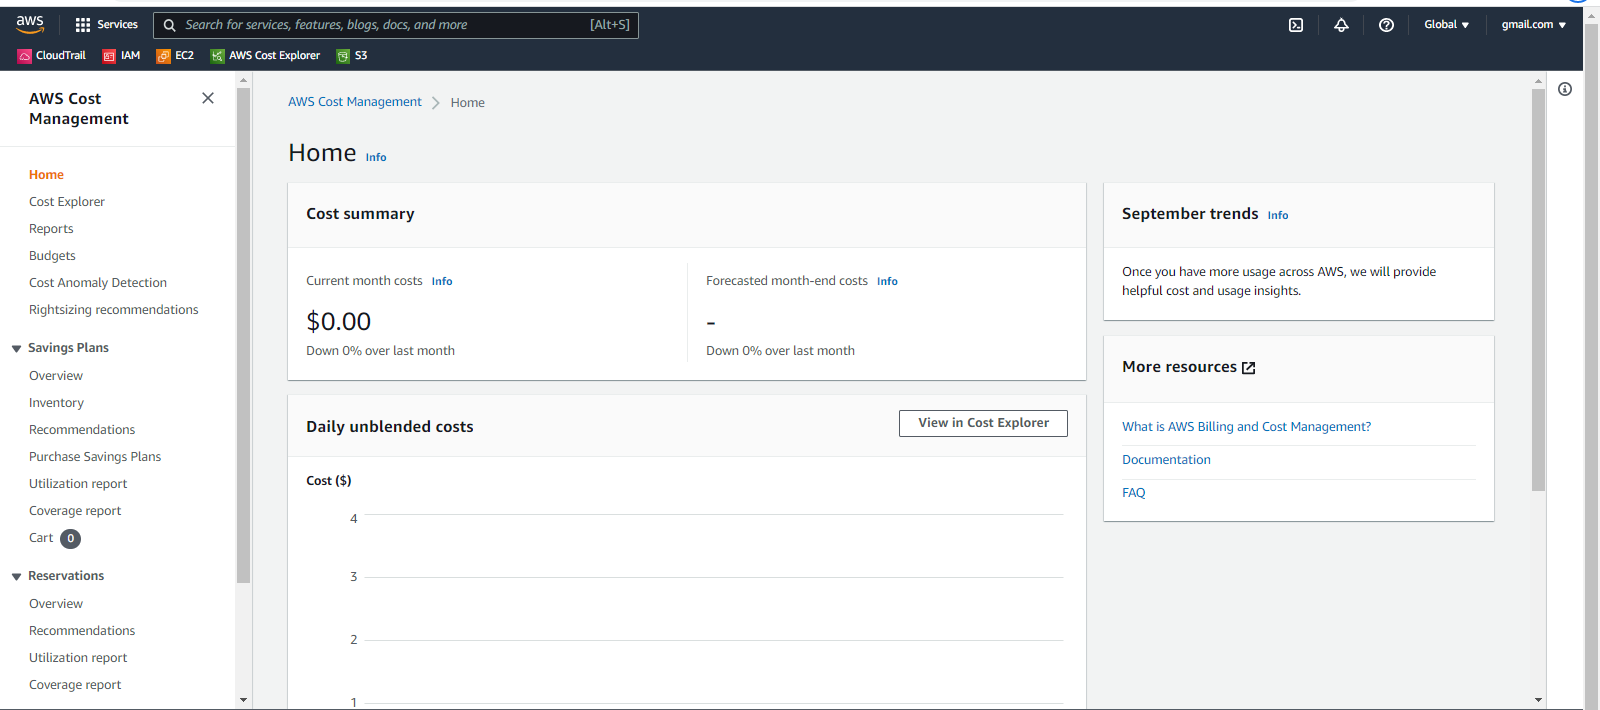 aws
Services
Search for services, features, blogs, docs, and more
[Alt+S]
Global
gmail.com
CloudTrail
IAM
EC2
AWS Cost Explorer
S3
AWS Cost
Management
Home
Cost Explorer
Reports
Budgets
Cost Anomaly Detection
Rightsizing recommendations
Savings Plans
Overview
Inventory
Recommendations
Purchase Savings Plans
Utilization report
Coverage report
Cart 0
Reservations
Overview
Recommendations
Utilization report
Coverage report
AWS Cost Management
Home
Home Info
Cost summary
Current month costs Info
$0.00
Down 0% over last month
Forecasted month-end costs Info
-
Down 0% over last month
Daily unblended costs
View in Cost Explorer
Cost ($)
4
3
2
1
September trends Info
Once you have more usage across AWS, we will provide
helpful cost and usage insights.
More resources
What is AWS Billing and Cost Management?
Documentation
FAQ